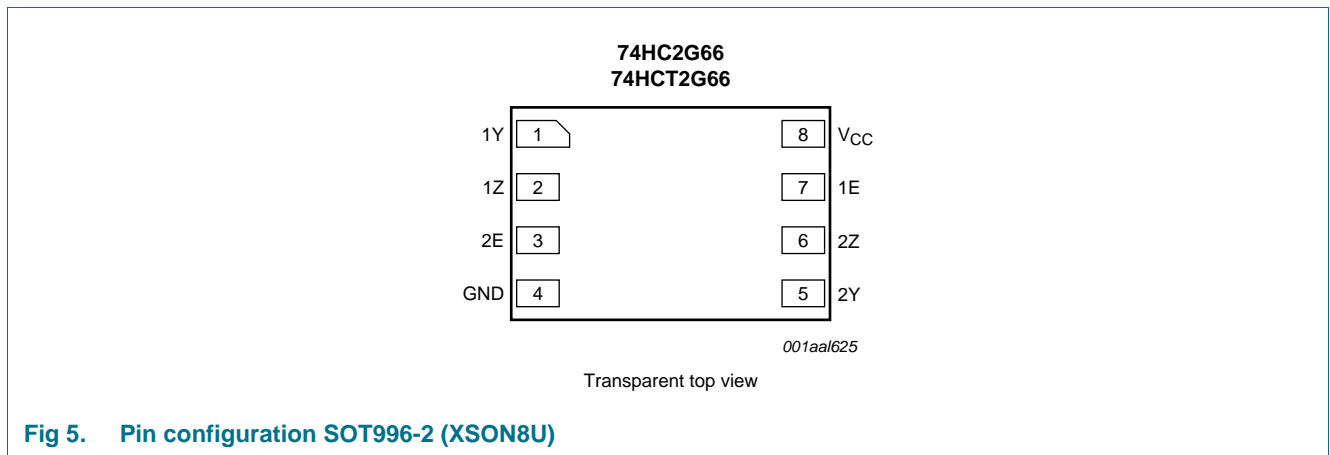 74HC2G66
74HCT2G66
1Y 1 8 VCC
1Z 2 7 1E
2E 3 6 2Z
GND 4 5 2Y
001aal625
Transparent top view
Fig 5. Pin configuration SOT996-2 (XSON8U)